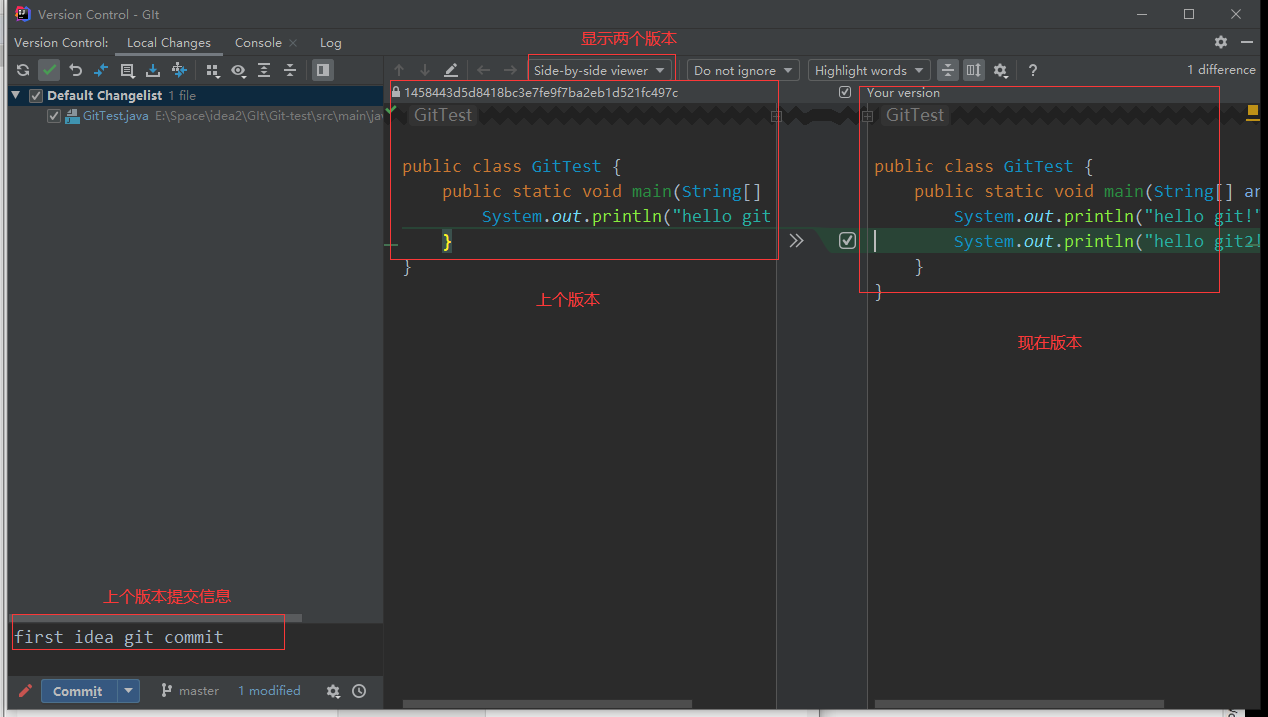 Version Control - GIt
Version Control: Local Changes Console Log
显示两个版本
Side-by-side viewer Do not ignore Highlight words ? 1 difference
Default Changelist 1 file
GitTest.java E:\Space\idea2\GIt\Git-test\src\main\jav
1458443d5d8418bc3e7fe9f7ba2eb1d521fc497c
GitTest
public class GitTest {
public static void main(String[]
System.out.println("hello git
}
}
上个版本
Your version
GitTest
public class GitTest {
public static void main(String[] ar
System.out.println("hello git!"
System.out.println("hello git2!
}
}
现在版本
上个版本提交信息
first idea git commit
Commit master 1 modified